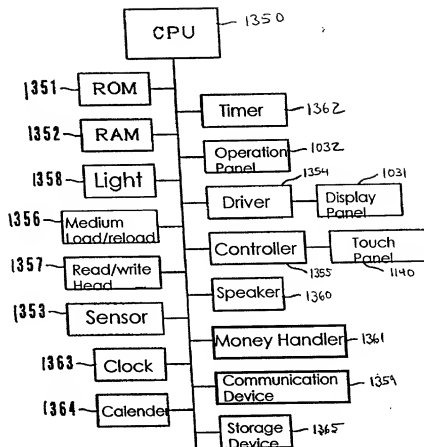 CPU
1350
1351
ROM
Timer
1362
1352
RAM
Operation
Panel
1032
1358
Light
1354
Driver
1031
Display
Panel
1356
Medium
Load/reload
Controller
1355
Touch
Panel
1140
1357
Read/write
Head
Speaker
1360
1353
Sensor
Money Handler
1361
1363
Clock
Communication
Device
1359
1364
Calender
Storage
Device
1365